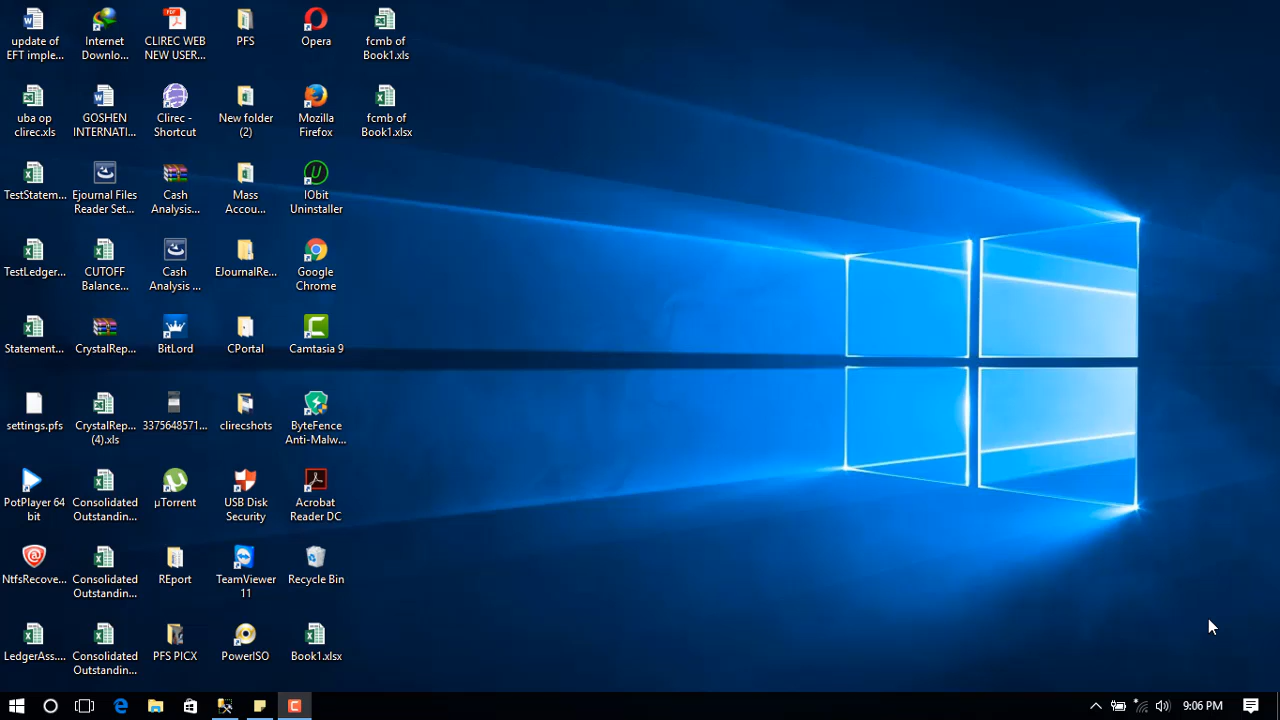 update of
EFT imple...
Internet
Downlo...
CLIREC WEB
NEW USER...
PFS
Opera
fcmb of
Book1.xls
uba op
clirec.xls
GOSHEN
INTERNATI...
Clirec -
Shortcut
New folder
(2)
Mozilla
Firefox
fcmb of
Book1.xlsx
TestStatem...
Ejournal Files
Reader Set...
Cash
Analysis...
Mass
Accou...
IObit
Uninstaller
TestLedger...
CUTOFF
Balance...
Cash
Analysis ...
EJournalRe...
Google
Chrome
Statement...
CrystalRep...
BitLord
CPortal
Camtasia 9
settings.pfs
CrystalRep...
(4).xls
3375648571...
clirecshots
ByteFence
Anti-Malw...
PotPlayer 64
bit
Consolidated
Outstandin...
µTorrent
USB Disk
Security
Acrobat
Reader DC
NtfsRecove...
Consolidated
Outstandin...
REport
TeamViewer
11
Recycle Bin
LedgerAss....
Consolidated
Outstandin...
PFS PICX
PowerISO
Book1.xlsx
9:06 PM